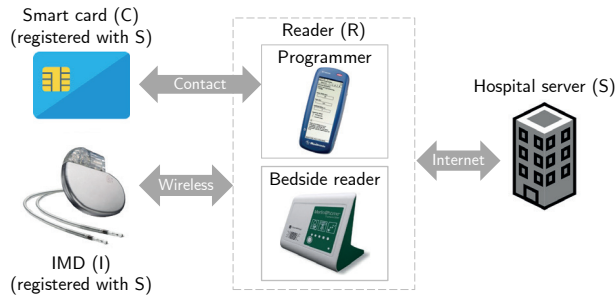 Smart card (C)
(registered with S)
Contact
Wireless
IMD (I)
(registered with S)
Reader (R)
Programmer
Bedside reader
Internet
Hospital server (S)